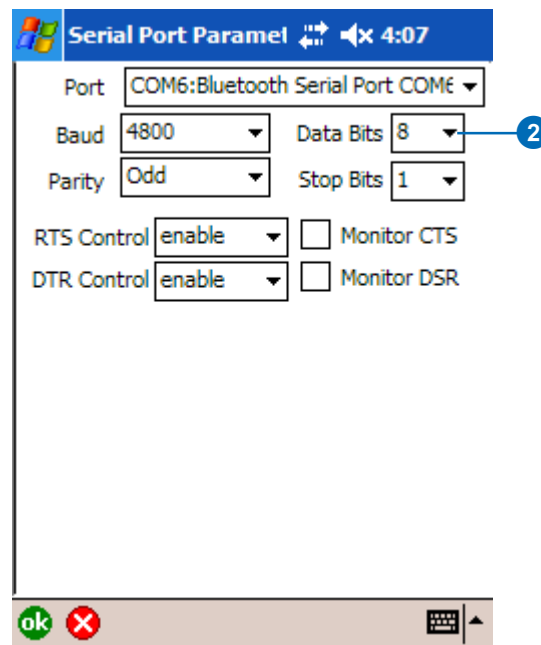 Serial Port Paramet 4:07
Port COM6:Bluetooth Serial Port COM6
Baud 4800 Data Bits 8 2
Parity Odd Stop Bits 1
RTS Control enable Monitor CTS
DTR Control enable Monitor DSR
ok